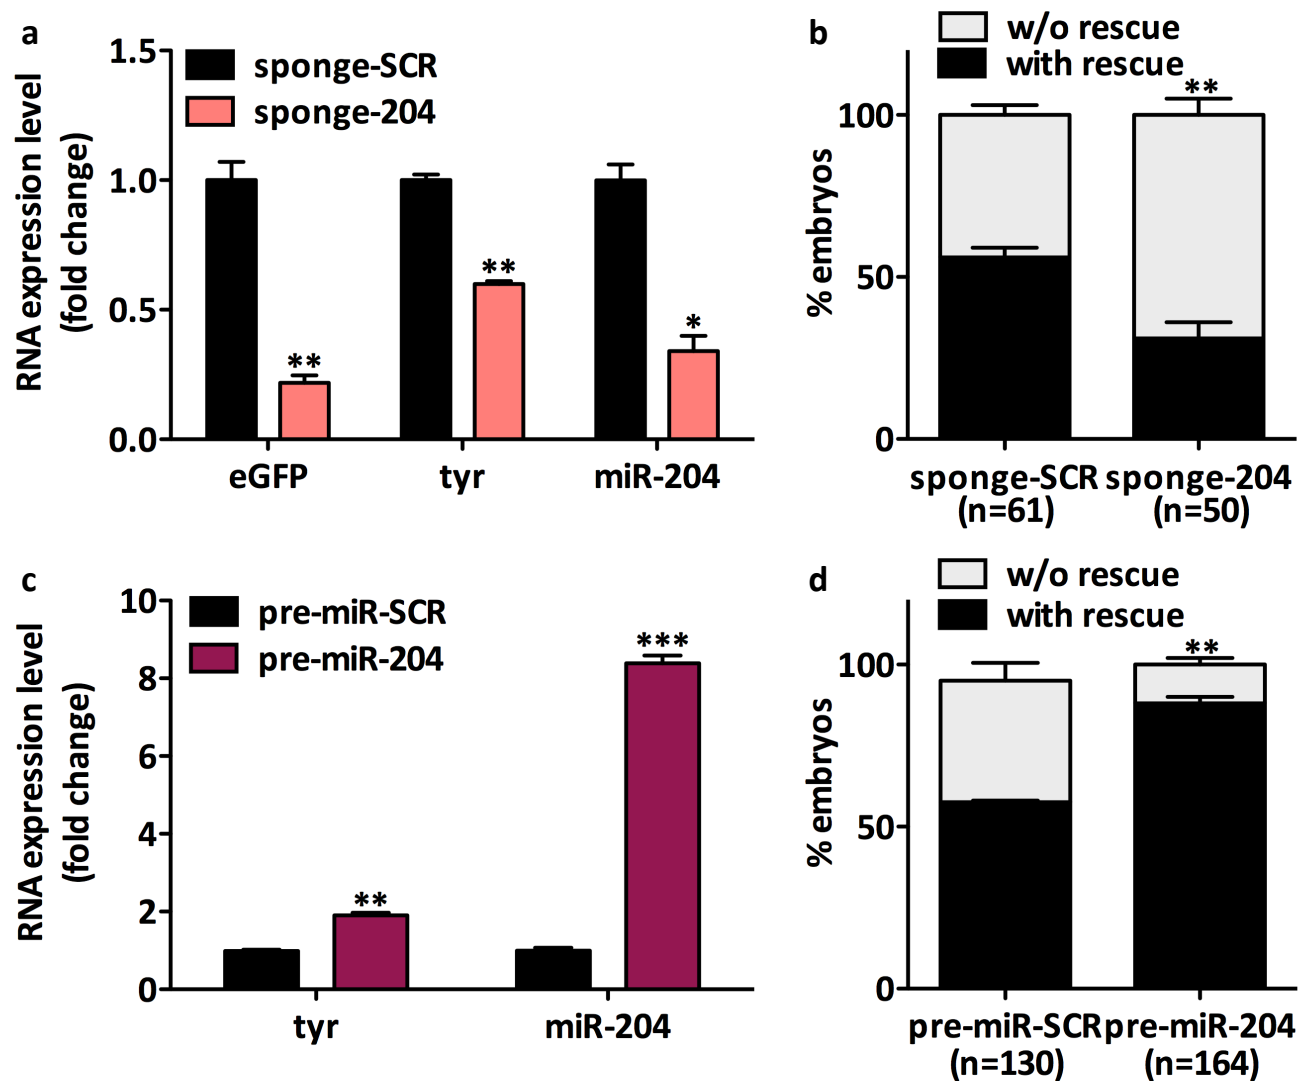 a
RNA expression level
(fold change)
1.5
1.0
0.5
0.0
sponge-SCR
sponge-204
**
**
*
eGFP
tyr
miR-204
b
w/o rescue
with rescue
% embryos
100
50
0
**
sponge-SCR
(n=61)
sponge-204
(n=50)
c
RNA expression level
(fold change)
10
8
6
4
2
0
pre-miR-SCR
pre-miR-204
**
***
tyr
miR-204
d
w/o rescue
with rescue
% embryos
100
50
0
**
pre-miR-SCR
(n=130)
pre-miR-204
(n=164)